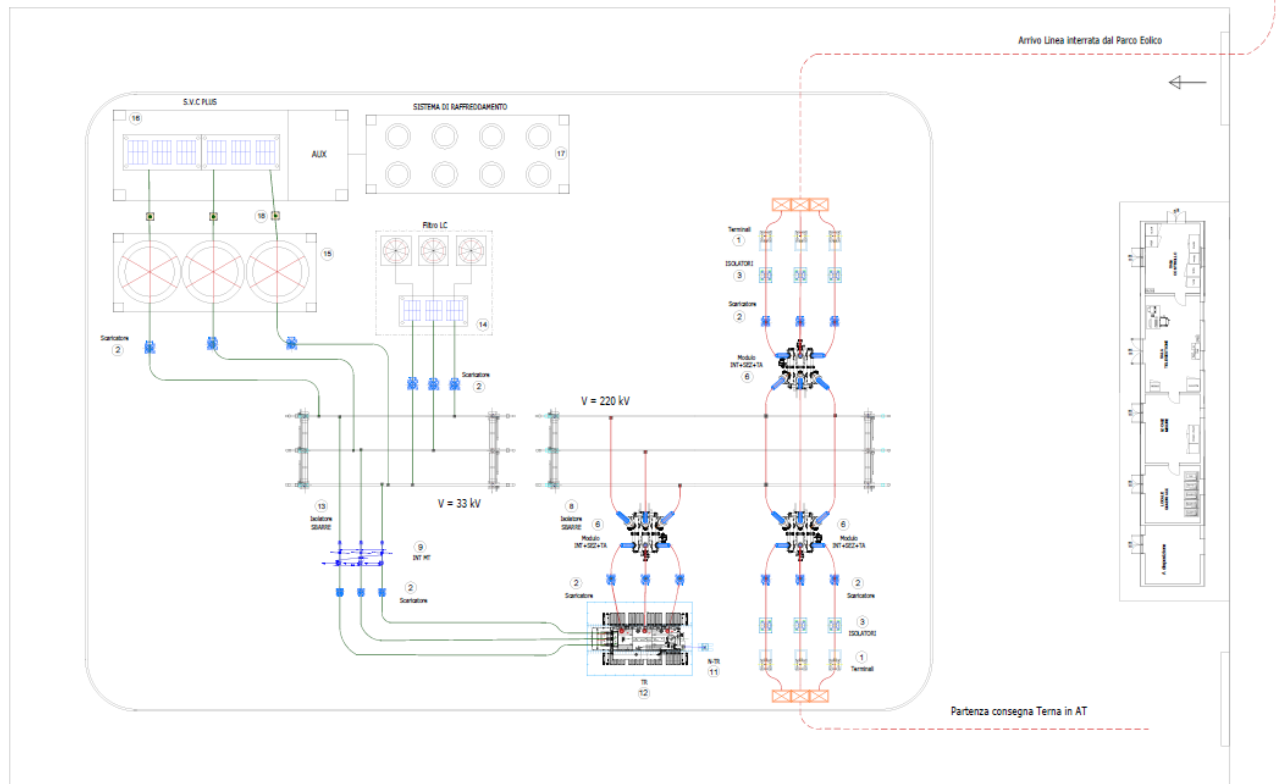 Arrivo Linea interrata dal Parco Eolico
S.V.C PLUS
SISTEMA DI RAFFREDDAMENTO
16
AUX
17
18
Filtro LC
Terminali
1
15
ISOLATORI
3
Scaricatore
2
14
Scaricatore
2
Modulo
INT+SEZ+TA
6
Scaricatore
2
V = 220 kV
V = 33 kV
13
Isolatore
SBARRE
8
Isolatore
SBARRE
6
Modulo
INT+SEZ+TA
6
Modulo
INT+SEZ+TA
9
INT MT
2
Scaricatore
2
Scaricatore
2
Scaricatore
3
ISOLATORI
1
Terminali
N-TR
11
TR
12
Partenza consegna Terna in AT
A disposizione